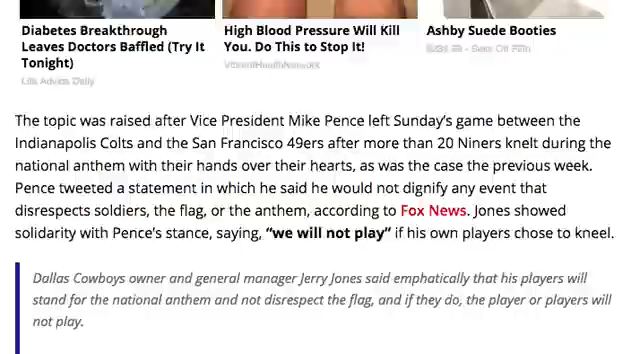 Diabetes Breakthrough
Leaves Doctors Baffled (Try It
Tonight)
Life Advice Daily
High Blood Pressure Will Kill
You. Do This to Stop It!
VibrantHealthNetwork
Ashby Suede Booties
The topic was raised after Vice President Mike Pence left Sunday’s game between the
Indianapolis Colts and the San Francisco 49ers after more than 20 Niners knelt during the
national anthem with their hands over their hearts, as was the case the previous week.
Pence tweeted a statement in which he said he would not dignify any event that
disrespects soldiers, the flag, or the anthem, according to Fox News. Jones showed
solidarity with Pence’s stance, saying, “we will not play” if his own players chose to kneel.
Dallas Cowboys owner and general manager Jerry Jones said emphatically that his players will
stand for the national anthem and not disrespect the flag, and if they do, the player or players will
not play.